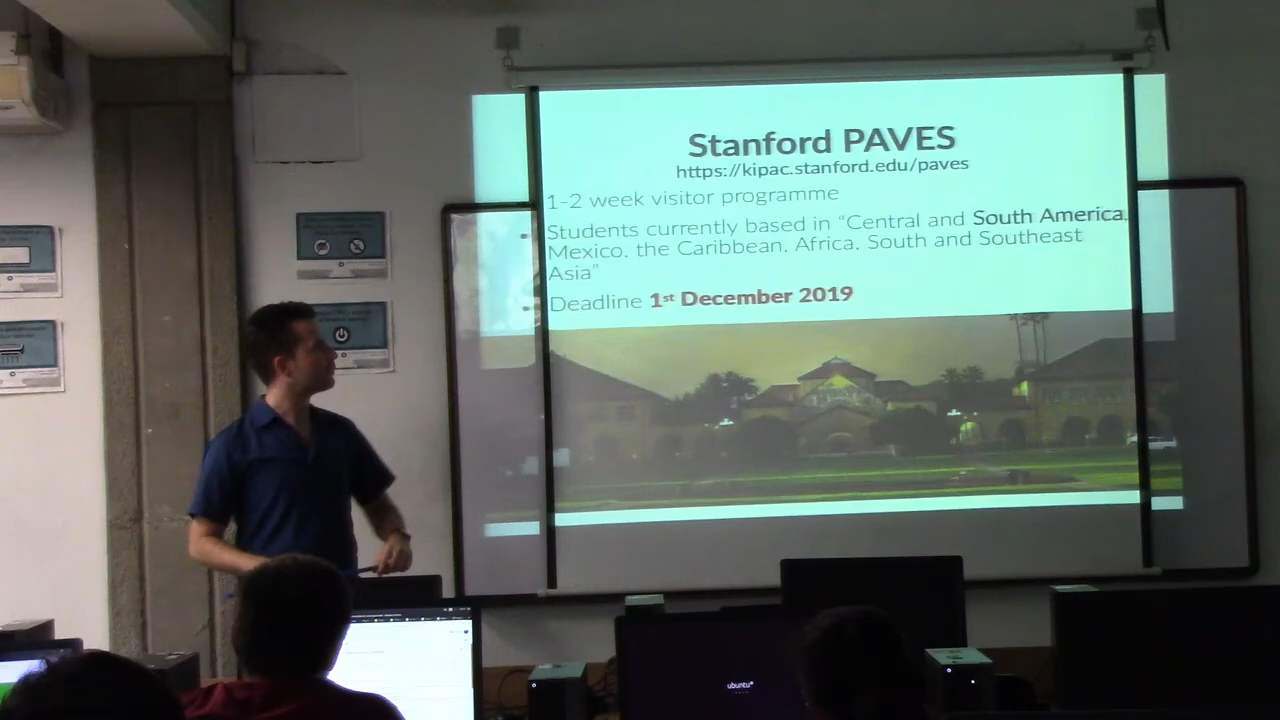 Stanford PAVES
https://kipac.stanford.edu/paves
1-2 week visitor programme
Students currently based in “Central and South America,
Mexico, the Caribbean, Africa, South and Southeast
Asia”
Deadline 1st December 2019
ubuntu